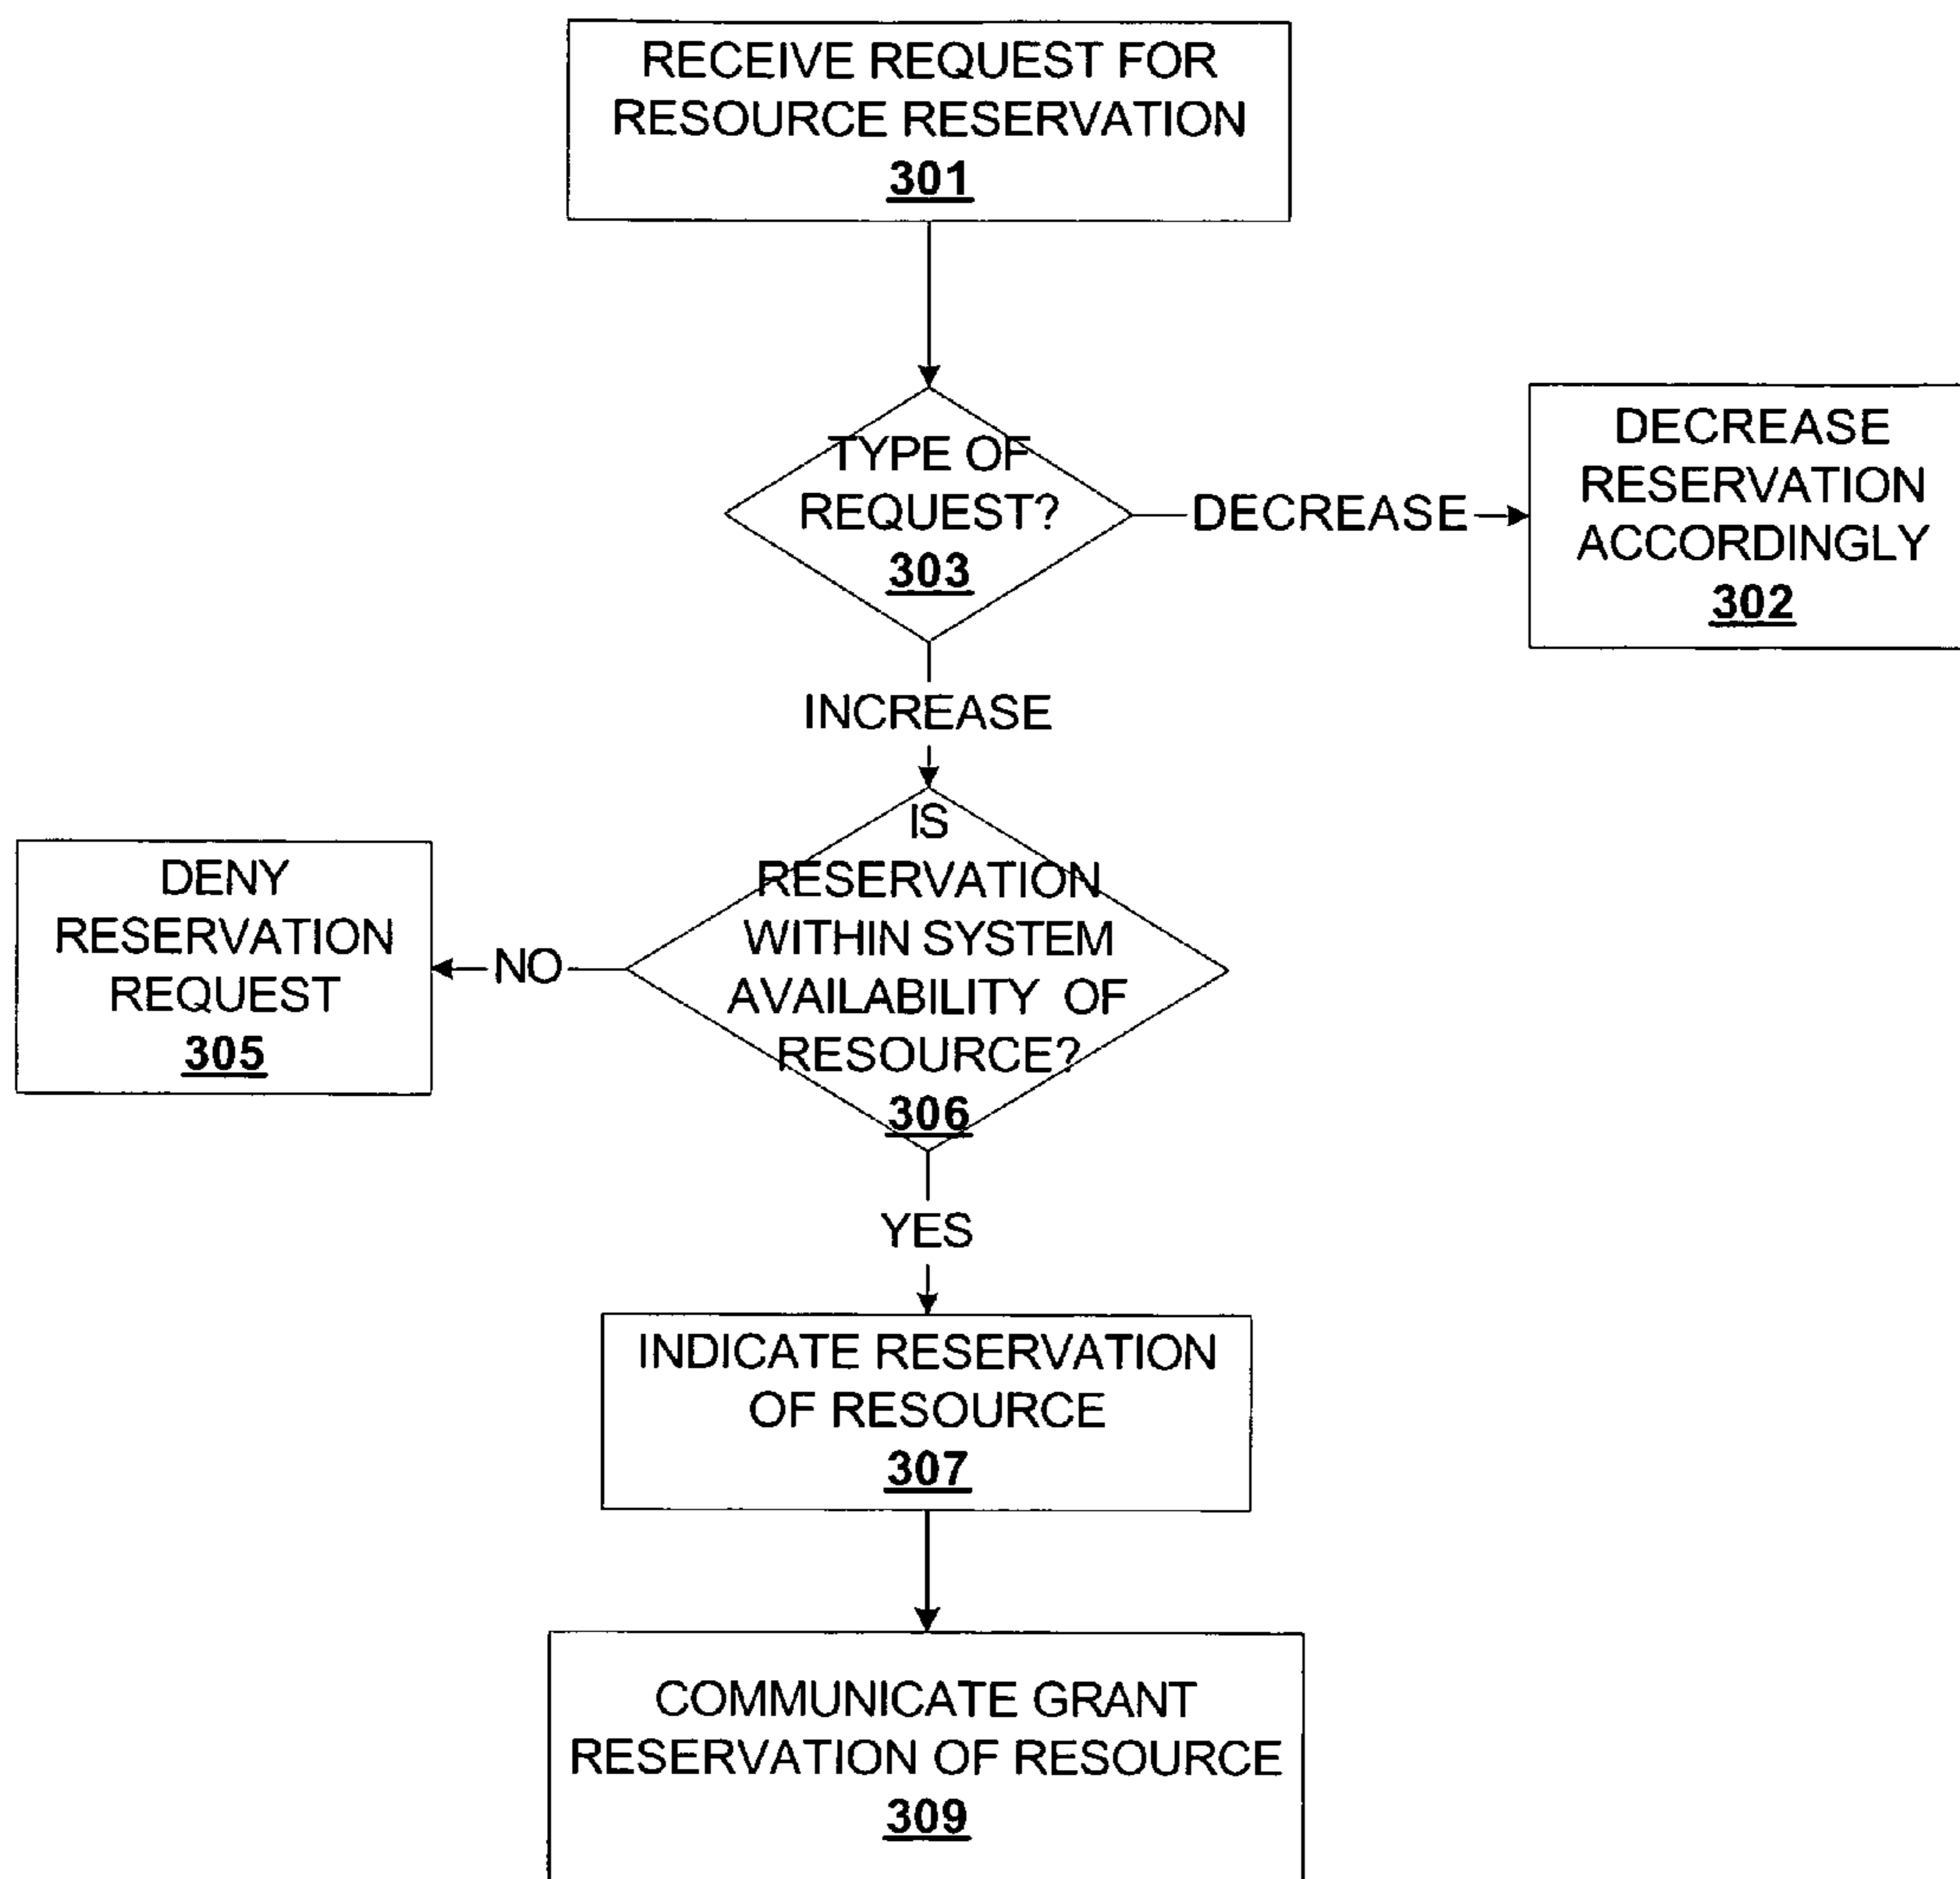 RECEIVE REQUEST FOR
RESOURCE RESERVATION
301
TYPE OF
REQUEST?
303
DECREASE
DECREASE
RESERVATION
ACCORDINGLY
302
INCREASE
IS
RESERVATION
WITHIN SYSTEM
AVAILABILITY OF
RESOURCE?
306
NO
DENY
RESERVATION
REQUEST
305
YES
INDICATE RESERVATION
OF RESOURCE
307
COMMUNICATE GRANT
RESERVATION OF RESOURCE
309